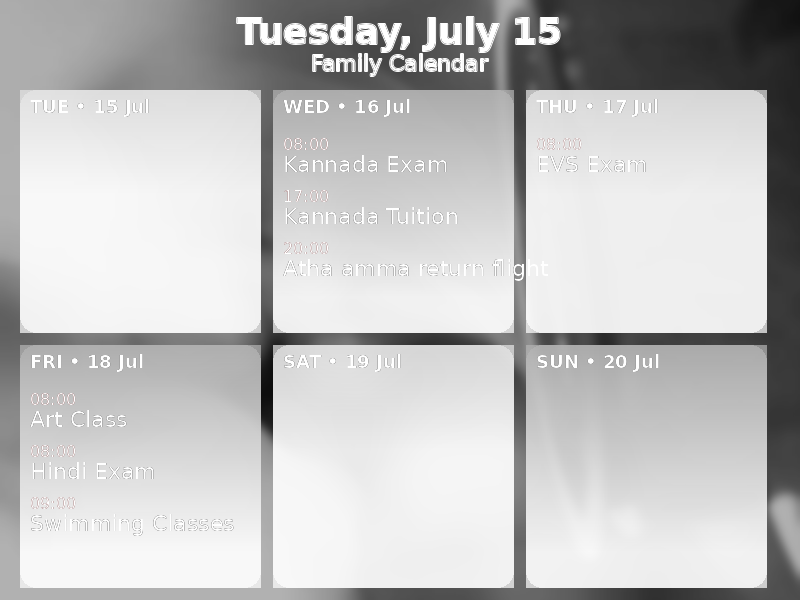 Tuesday, July 15
Family Calendar
TUE • 15 Jul
WED • 16 Jul
08:00
Kannada Exam
17:00
Kannada Tuition
20:00
Atha amma return flight
THU • 17 Jul
08:00
EVS Exam
FRI • 18 Jul
08:00
Art Class
08:00
Hindi Exam
09:00
Swimming Classes
SAT • 19 Jul
SUN • 20 Jul